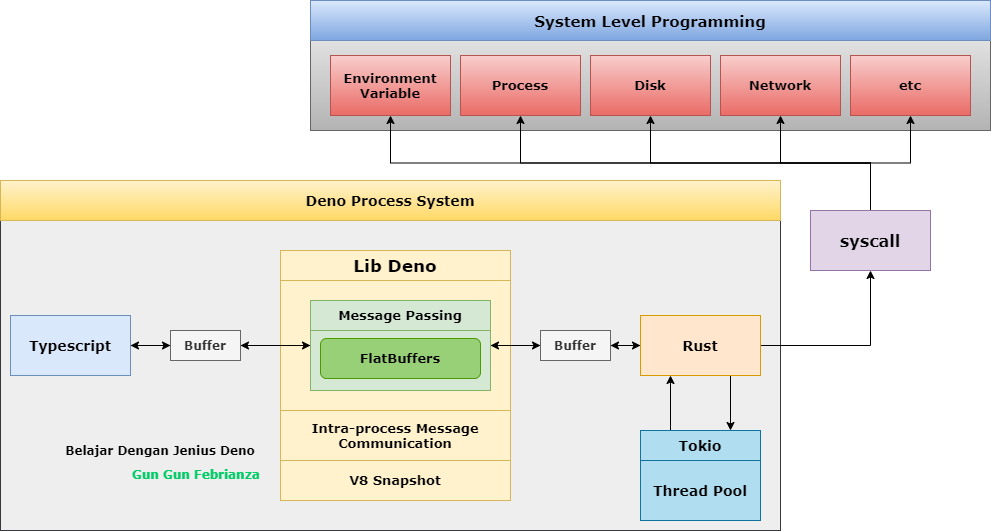 System Level Programming
Environment
Variable
Process
Disk
Network
etc
Deno Process System
syscall
Lib Deno
Message Passing
FlatBuffers
Typescript
Buffer
Buffer
Rust
Intra-process Message
Communication
V8 Snapshot
Tokio
Thread Pool
Belajar Dengan Jenius Deno
Gun Gun Febrianza